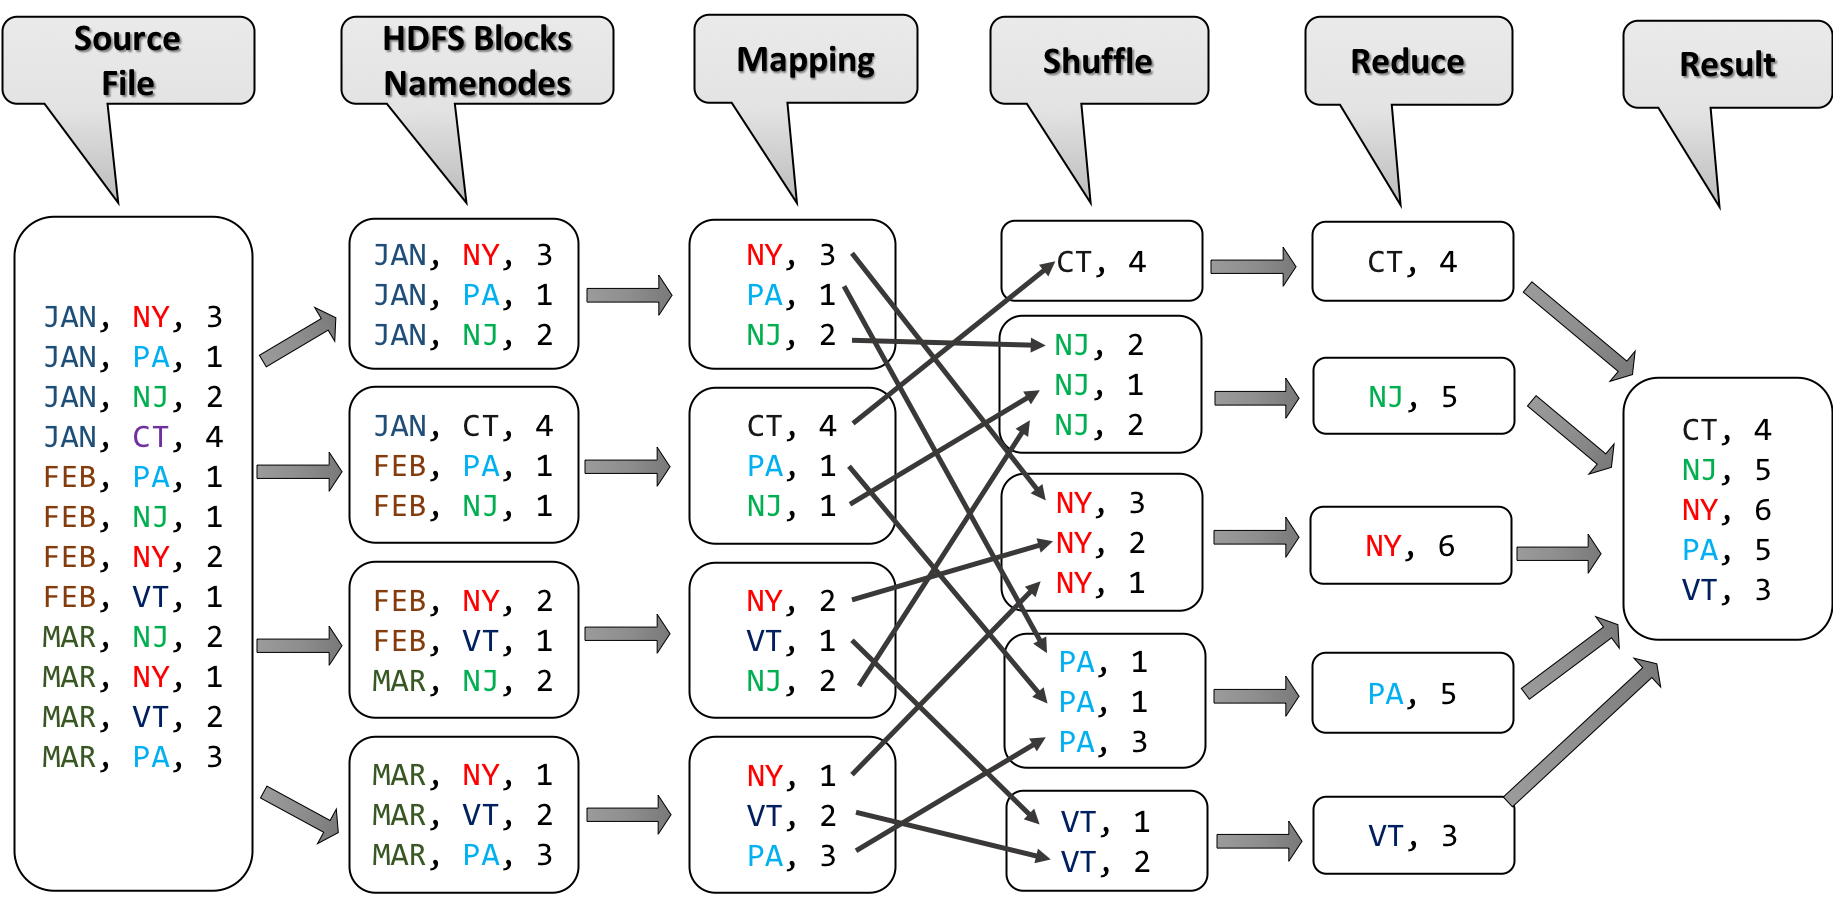 Source
File
HDFS Blocks
Namenodes
Mapping
Shuffle
Reduce
Result
JAN, NY, 3
JAN, PA, 1
JAN, NJ, 2
JAN, CT, 4
FEB, PA, 1
FEB, NJ, 1
FEB, NY, 2
FEB, VT, 1
MAR, NJ, 2
MAR, NY, 1
MAR, VT, 2
MAR, PA, 3
JAN, NY, 3
JAN, PA, 1
JAN, NJ, 2
JAN, CT, 4
FEB, PA, 1
FEB, NJ, 1
FEB, NY, 2
FEB, VT, 1
MAR, NJ, 2
MAR, NY, 1
MAR, VT, 2
MAR, PA, 3
NY, 3
PA, 1
NJ, 2
CT, 4
PA, 1
NJ, 1
NY, 2
VT, 1
NJ, 2
NY, 1
VT, 2
PA, 3
CT, 4
NJ, 2
NJ, 1
NJ, 2
NY, 3
NY, 2
NY, 1
PA, 1
PA, 1
PA, 3
VT, 1
VT, 2
CT, 4
NJ, 5
NY, 6
PA, 5
VT, 3
CT, 4
NJ, 5
NY, 6
PA, 5
VT, 3